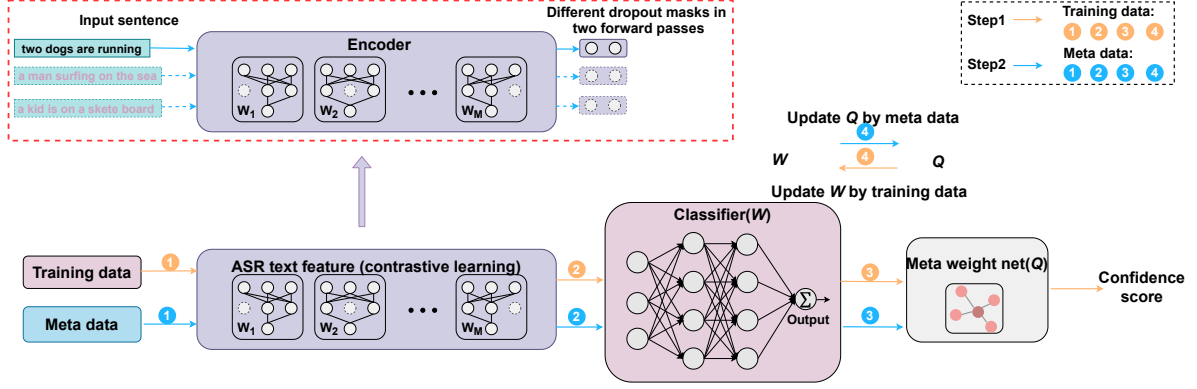 Input sentence
two dogs are running
a man surfing on the sea
a kid is on a skete board
Encoder
W1
W2
WM
Different dropout masks in
two forward passes
Step1
Training data:
1 2 3 4
Step2
Meta data:
1 2 3 4
Update Q by meta data
4
W
4
Q
Update W by training data
Training data
1
Meta data
1
ASR text feature (contrastive learning)
W1
W2
WM
2
2
Classifier(W)
Σ
Output
3
3
Meta weight net(Q)
Confidence
score